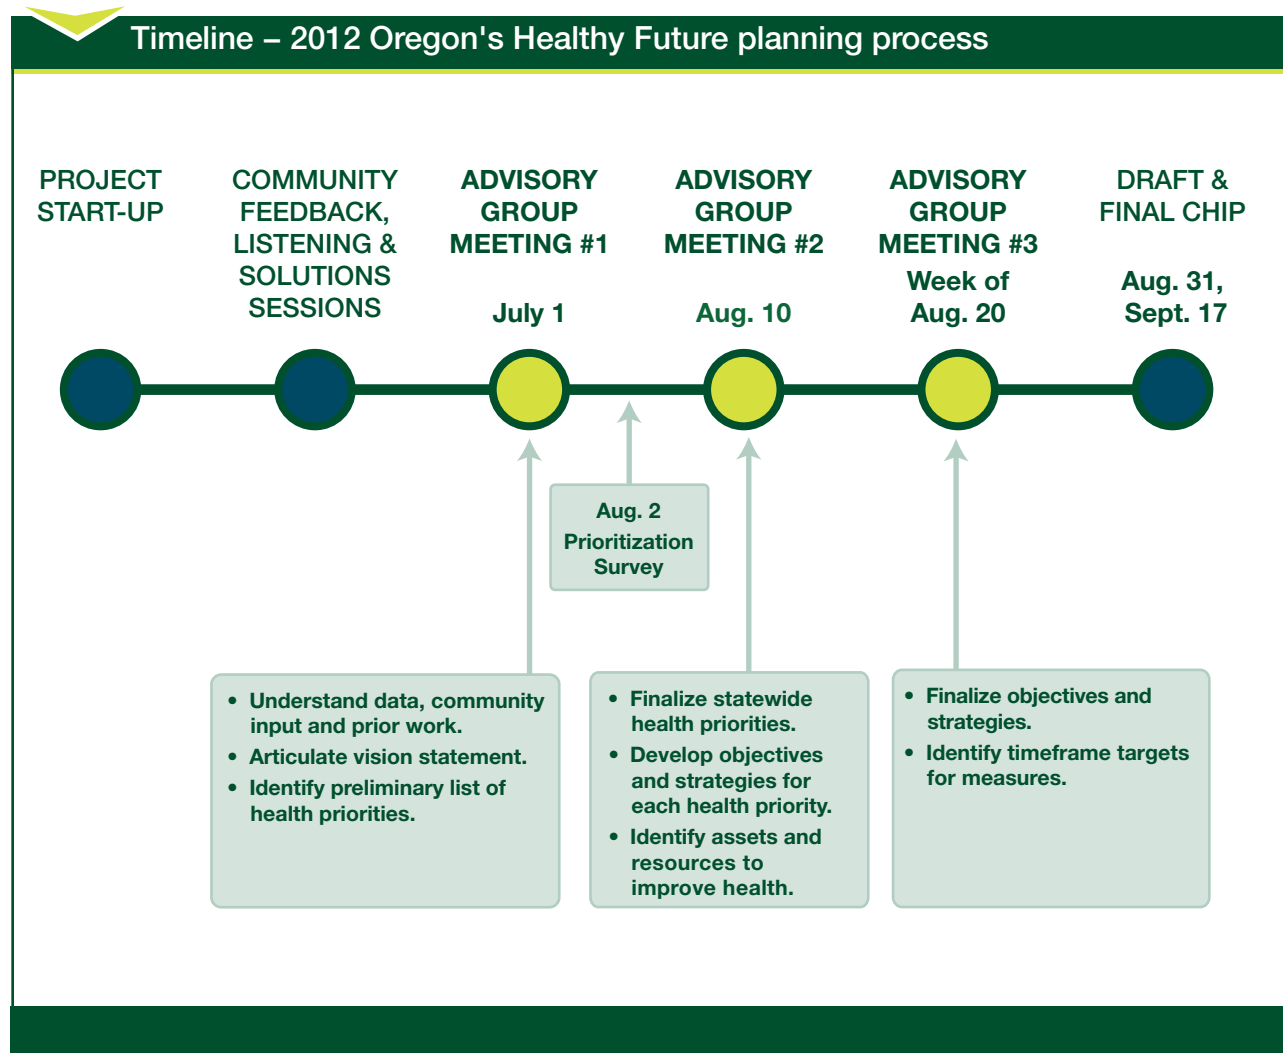 Timeline – 2012 Oregon's Healthy Future planning process
PROJECT
START-UP
COMMUNITY
FEEDBACK,
LISTENING &
SOLUTIONS
SESSIONS
ADVISORY
GROUP
MEETING #1
July 1
ADVISORY
GROUP
MEETING #2
Aug. 10
ADVISORY
GROUP
MEETING #3
Week of
Aug. 20
DRAFT &
FINAL CHIP
Aug. 31,
Sept. 17
Aug. 2
Prioritization
Survey
• Understand data, community
input and prior work.
• Articulate vision statement.
• Identify preliminary list of
health priorities.
• Finalize statewide
health priorities.
• Develop objectives
and strategies for
each health priority.
• Identify assets and
resources to
improve health.
• Finalize objectives and
strategies.
• Identify timeframe targets
for measures.